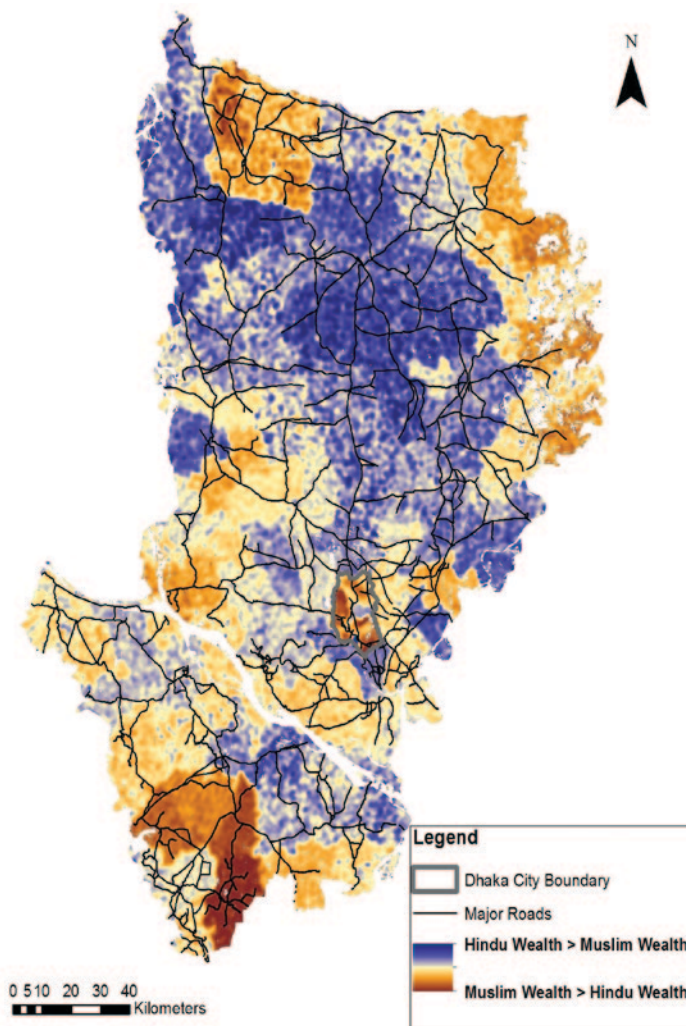 N
Legend
Dhaka City Boundary
Major Roads
Hindu Wealth > Muslim Wealth
Muslim Wealth > Hindu Wealth
0 5 10 20 30 40
Kilometers